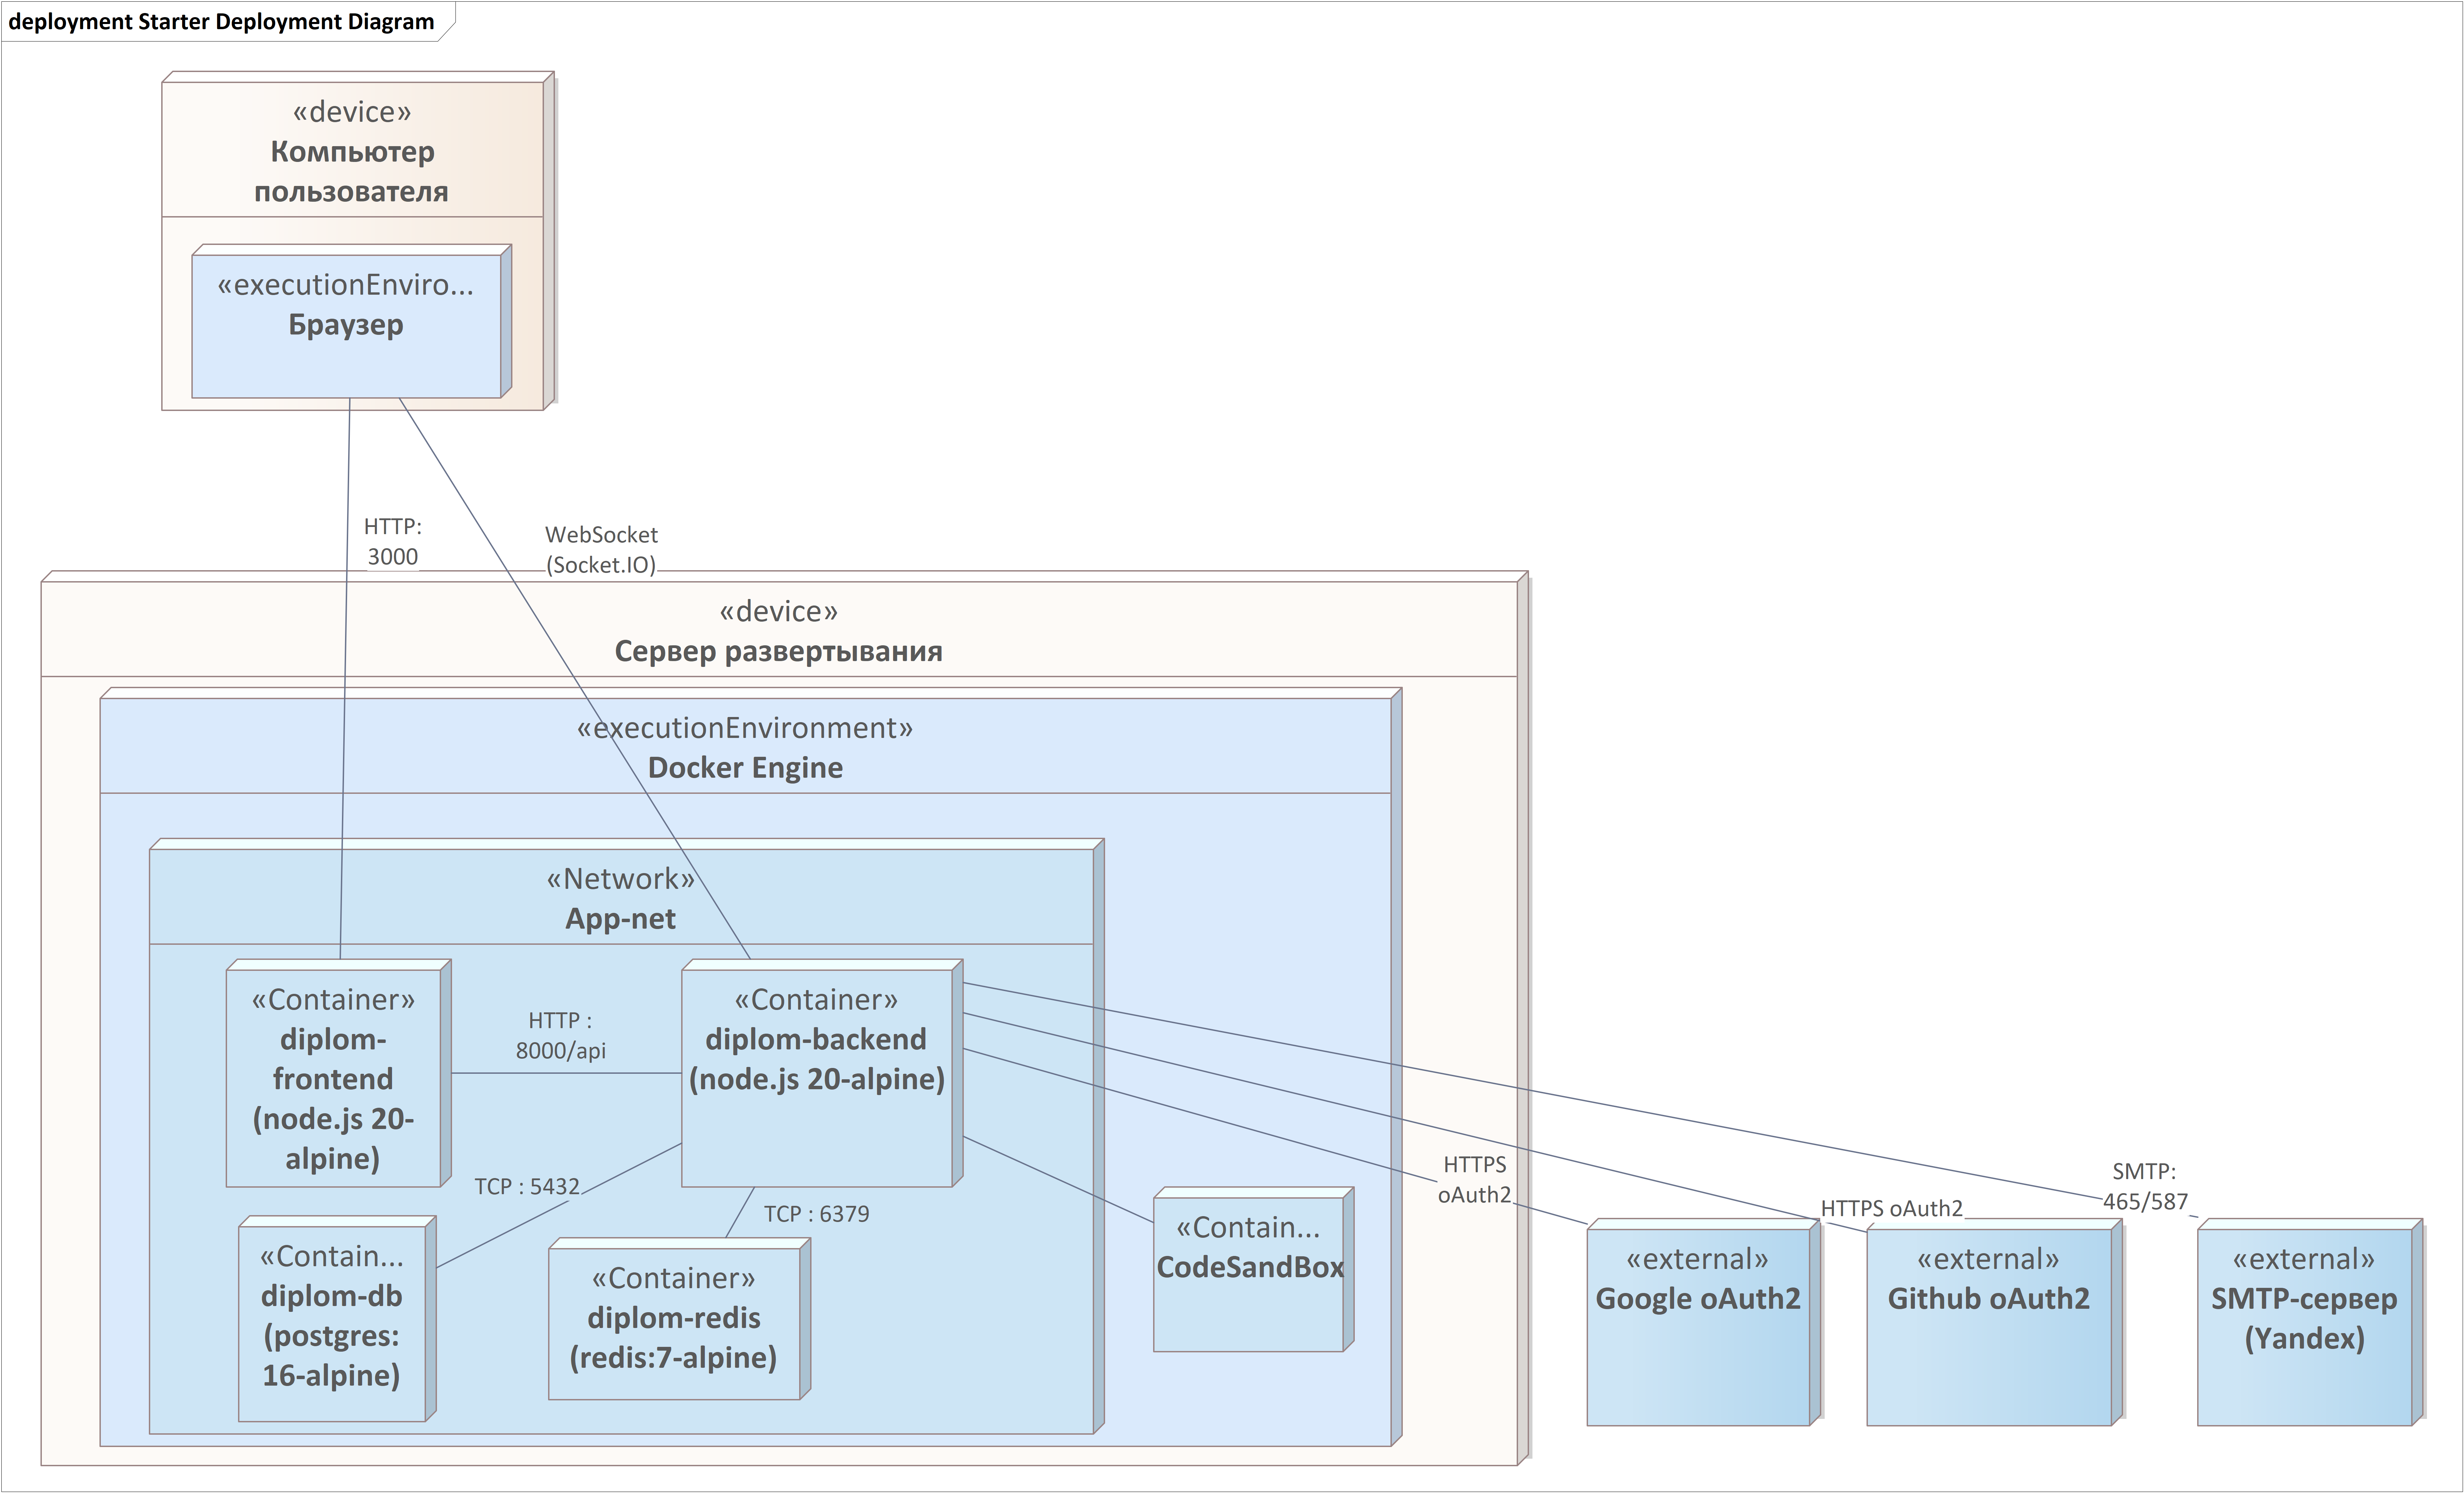 deployment Starter Deployment Diagram
«device»
Компьютер
пользователя
«executionEnviro...
Браузер
HTTP:
3000
WebSocket
(Socket.IO)
«device»
Сервер развертывания
«executionEnvironment»
Docker Engine
«Network»
App-net
«Container»
diplom-
frontend
(node.js 20-
alpine)
HTTP :
8000/api
«Container»
diplom-backend
(node.js 20-alpine)
TCP : 5432
TCP : 6379
«Contain...
diplom-db
(postgres:
16-alpine)
«Container»
diplom-redis
(redis:7-alpine)
«Contain...
CodeSandBox
HTTPS
oAuth2
HTTPS oAuth2
SMTP:
465/587
«external»
Google oAuth2
«external»
Github oAuth2
«external»
SMTP-сервер
(Yandex)